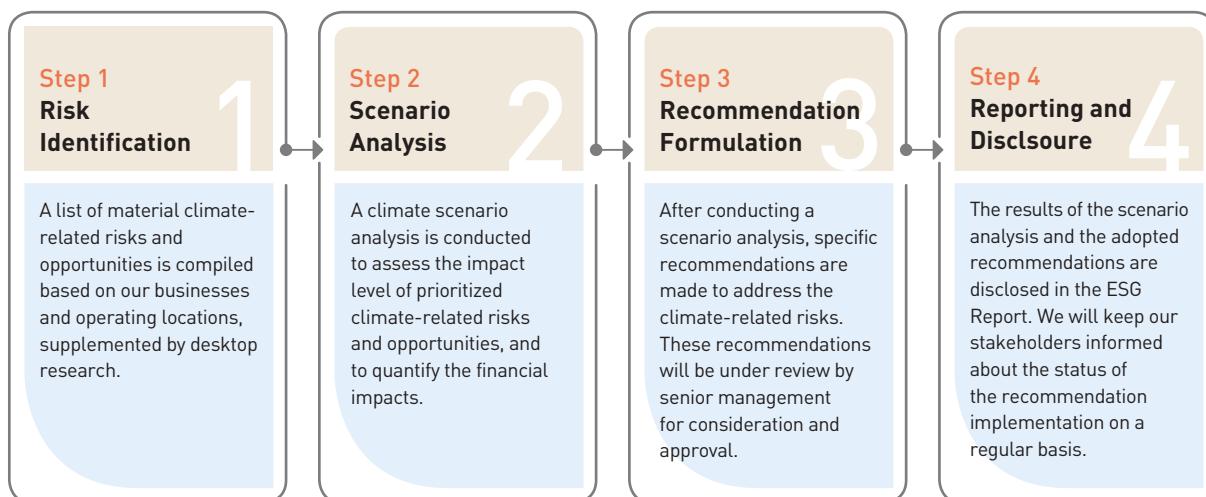 Step 1
Risk
Identification
1
A list of material climate-
related risks and
opportunities is compiled
based on our businesses
and operating locations,
supplemented by desktop
research.
Step 2
Scenario
Analysis
2
A climate scenario
analysis is conducted
to assess the impact
level of prioritized
climate-related risks
and opportunities, and
to quantify the financial
impacts.
Step 3
Recommendation
Formulation
3
After conducting a
scenario analysis, specific
recommendations are
made to address the
climate-related risks.
These recommendations
will be under review by
senior management
for consideration and
approval.
Step 4
Reporting and
Disclsoure
4
The results of the scenario
analysis and the adopted
recommendations are
disclosed in the ESG
Report. We will keep our
stakeholders informed
about the status of
the recommendation
implementation on a
regular basis.